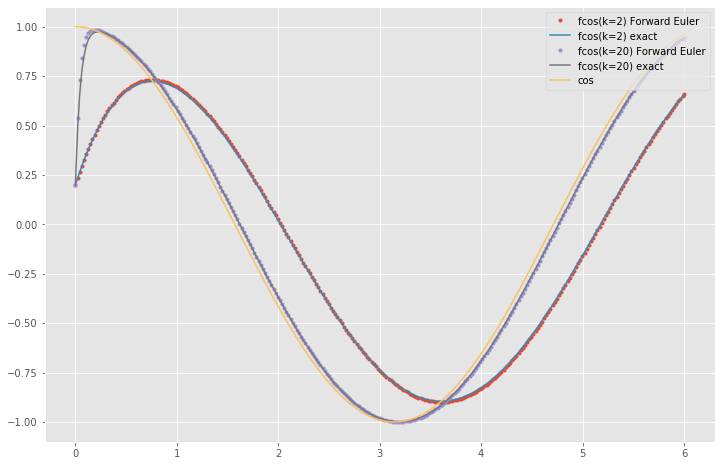 1.00
0.75
0.50
0.25
0.00
−0.25
−0.50
−0.75
−1.00
0 1 2 3 4 5 6
fcos(k=2) Forward Euler
fcos(k=2) exact
fcos(k=20) Forward Euler
fcos(k=20) exact
cos